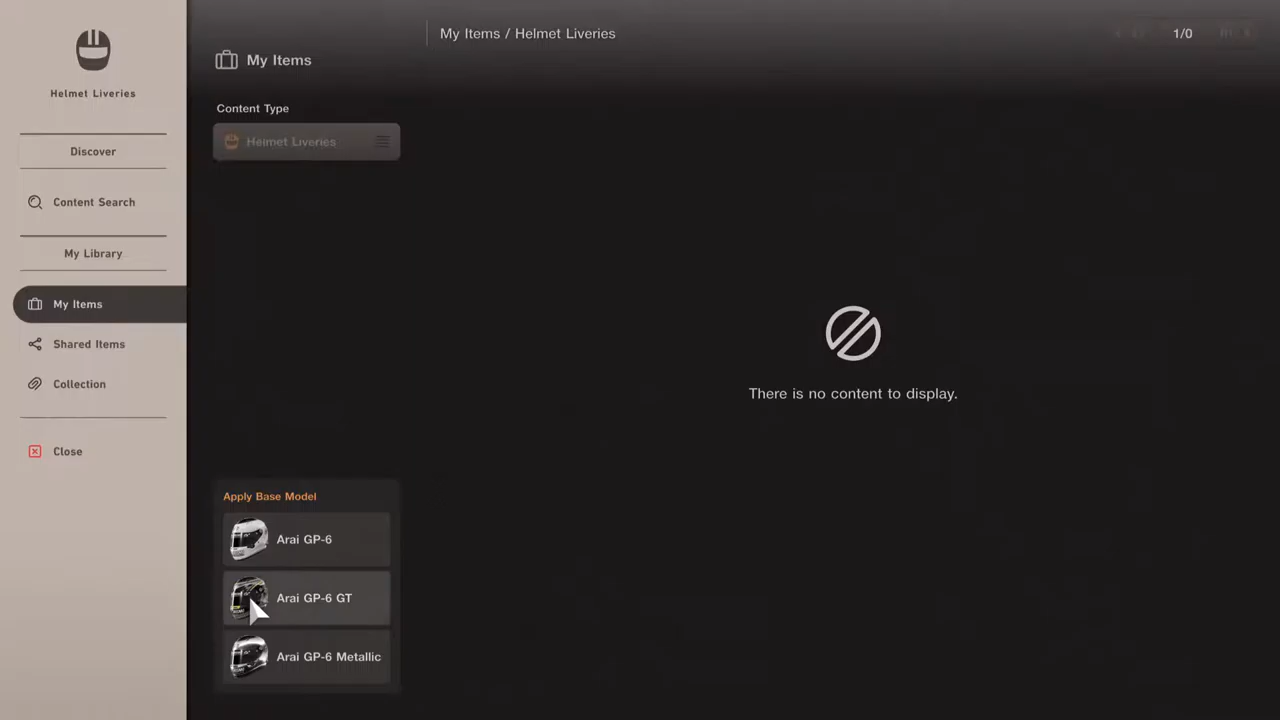 Helmet Liveries
Discover
Content Search
My Library
My Items
Shared Items
Collection
Close
My Items
My Items / Helmet Liveries
1/0
Content Type
Helmet Liveries
There is no content to display.
Apply Base Model
Arai GP-6
Arai GP-6 GT
Arai GP-6 Metallic